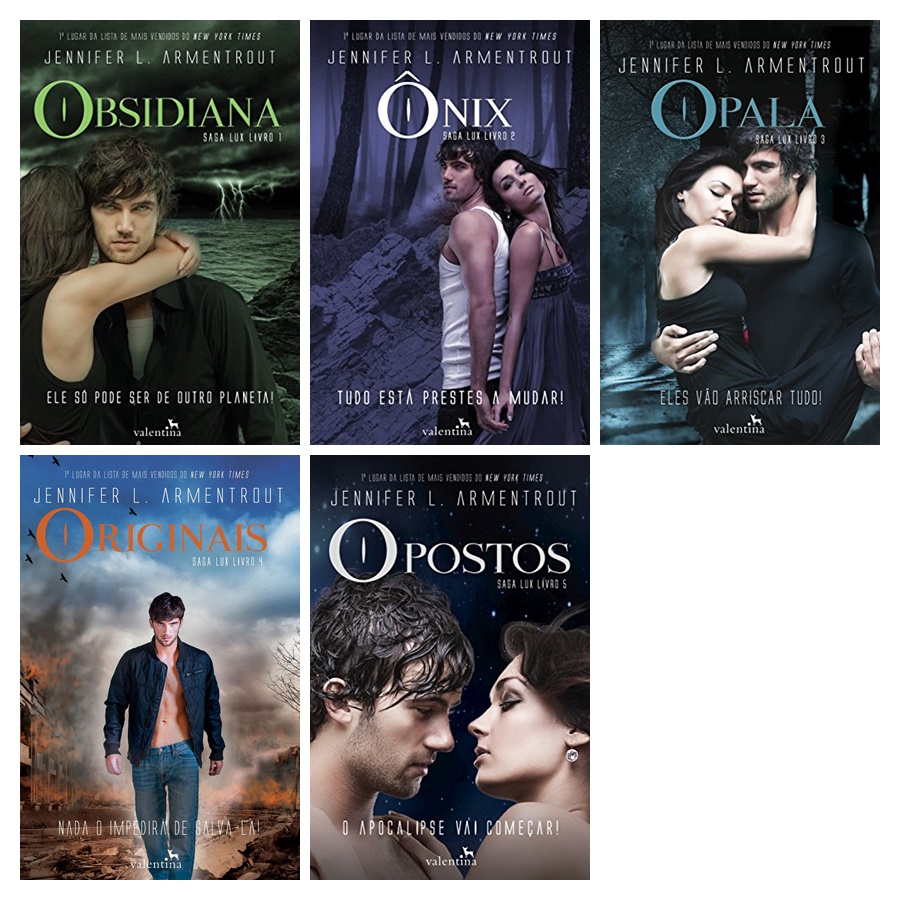 1º LUGAR DA LISTA DE MAIS VENDIDOS DO NEW YORK TIMES
JENNIFER L. ARMENTROUT
OBSIDIANA
SAGA LUX LIVRO 1
ELE SÓ PODE SER DE OUTRO PLANETA!
valentina
1º LUGAR DA LISTA DE MAIS VENDIDOS DO NEW YORK TIMES
JENNIFER L. ARMENTROUT
ÔNIX
SAGA LUX LIVRO 2
TUDO ESTÁ PRESTES A MUDAR!
valentina
1º LUGAR DA LISTA DE MAIS VENDIDOS DO NEW YORK TIMES
JENNIFER L. ARMENTROUT
OPALA
SAGA LUX LIVRO 3
ELES VÃO ARRISCAR TUDO!
valentina
1º LUGAR DA LISTA DE MAIS VENDIDOS DO NEW YORK TIMES
JENNIFER L. ARMENTROUT
ORIGINAIS
SAGA LUX LIVRO 4
NADA O IMPEDIRÁ DE SALVÁ-LA!
valentina
1º LUGAR DA LISTA DE MAIS VENDIDOS DO NEW YORK TIMES
JENNIFER L. ARMENTROUT
OPOSTOS
SAGA LUX LIVRO 5
O APOCALIPSE VAI COMEÇAR!
valentina